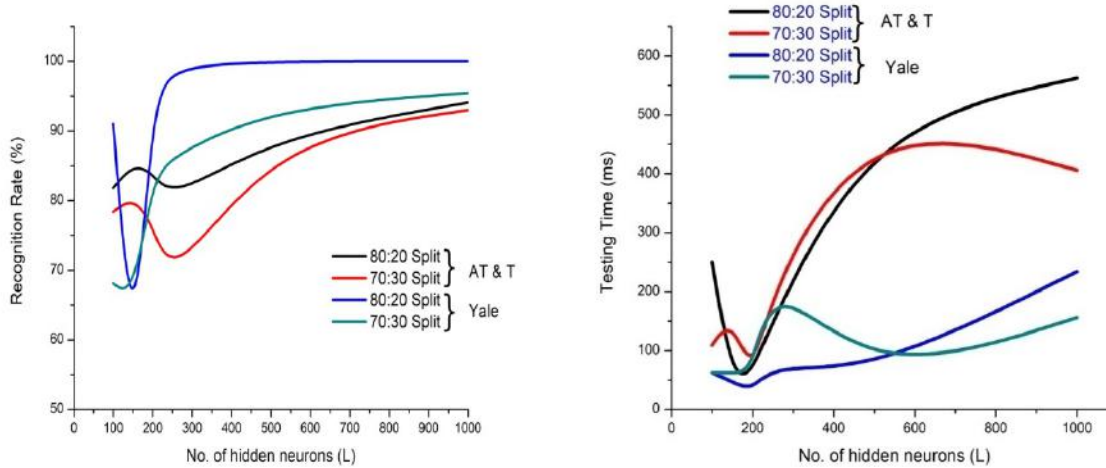 Recognition Rate (%)
100
90
80
70
60
50
0 100 200 300 400 500 600 700 800 900 1000
No. of hidden neurons (L)
80:20 Split
70:30 Split
AT & T
80:20 Split
70:30 Split
Yale
80:20 Split
70:30 Split
AT & T
80:20 Split
70:30 Split
Yale
Testing Time (ms)
600
500
400
300
200
100
0
0 200 400 600 800 1000
No. of hidden neurons (L)